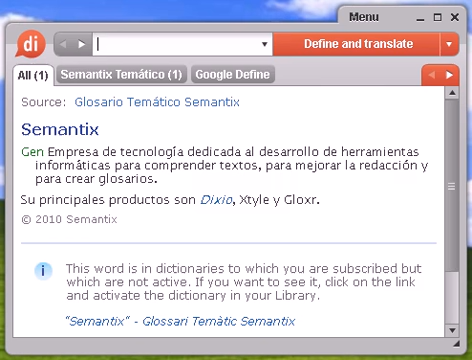 Menu
di
Define and translate
All (1) Semantix Temático (1) Google Define
Source: Glosario Temático Semantix
Semantix
Gen Empresa de tecnología dedicada al desarrollo de herramientas
informáticas para comprender textos, para mejorar la redacción y
para crear glosarios.
Su principales productos son Dixio, Xtyle y Gloxr.
© 2010 Semantix
i
This word is in dictionaries to which you are subscribed but
which are not active. If you want to see it, click on the link
and activate the dictionary in your Library.
"Semantix" - Glossari Temàtic Semantix